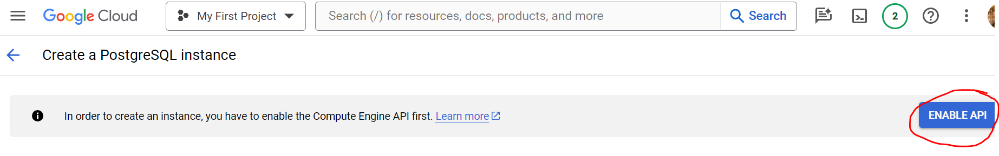 Google Cloud
My First Project
Search (/) for resources, docs, products, and more
Search
2
Create a PostgreSQL instance
In order to create an instance, you have to enable the Compute Engine API first. Learn more
ENABLE API